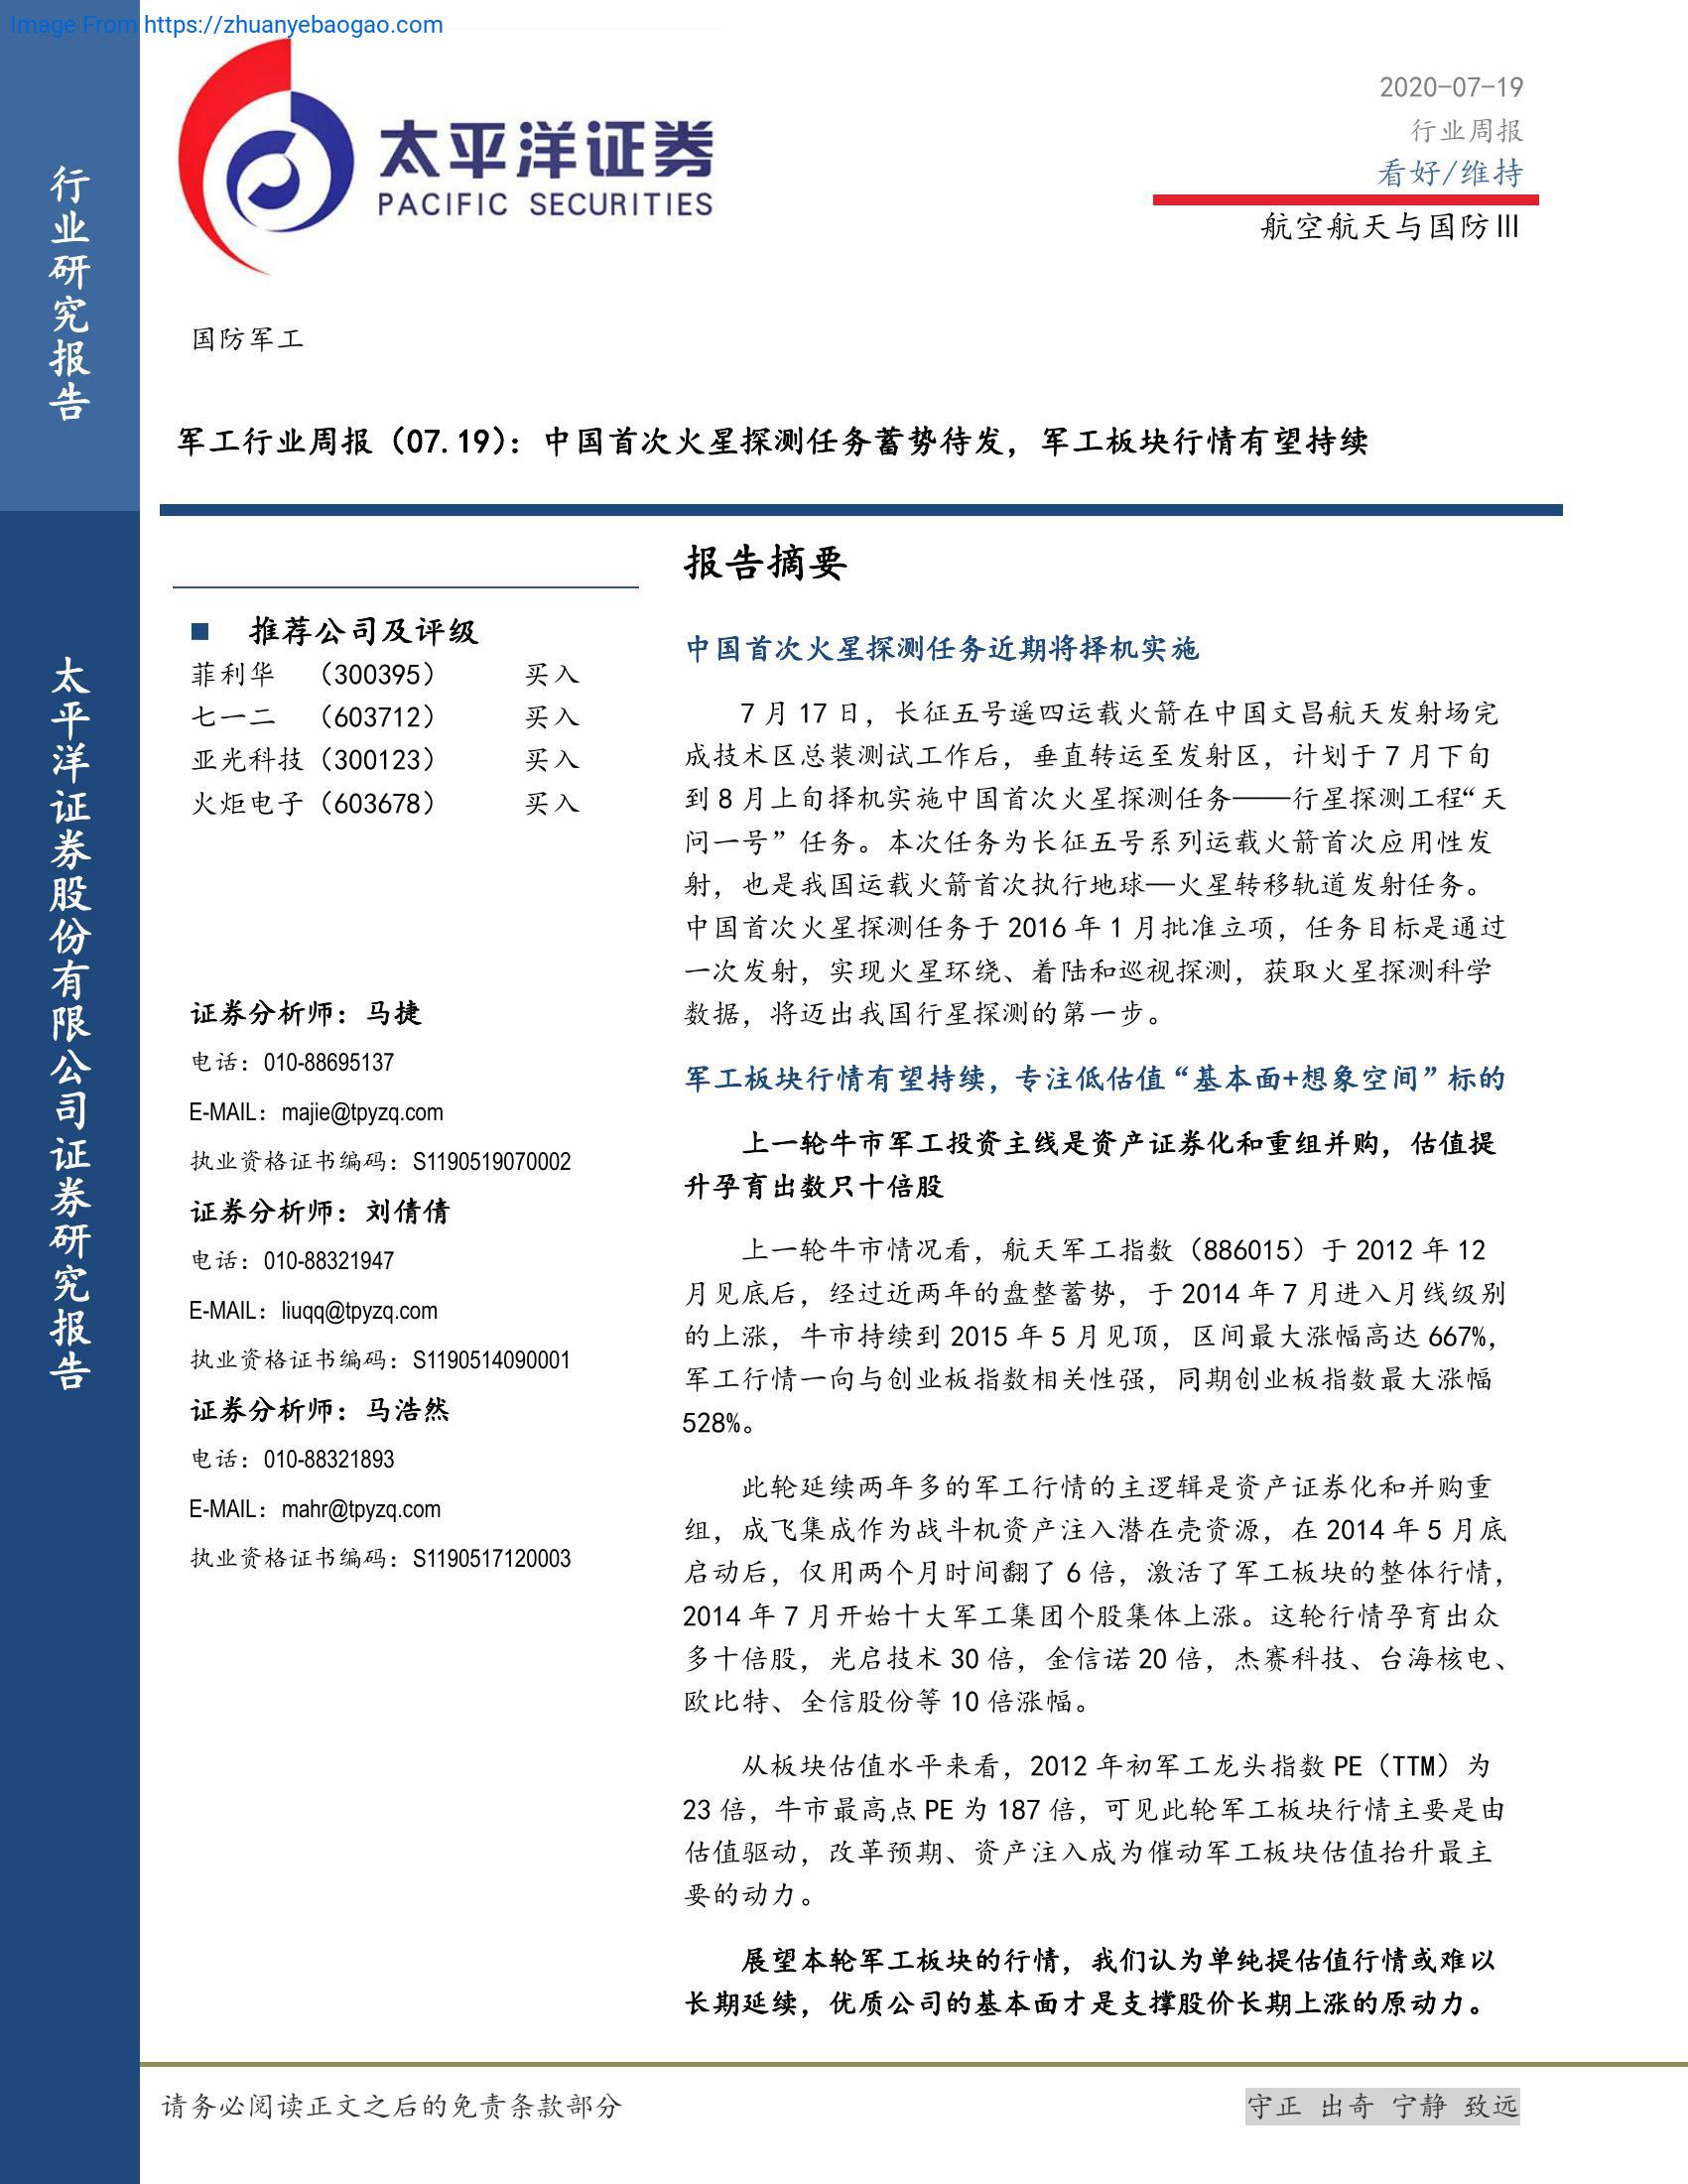 Image From https://zhuanyebaogao.com
行业研究报告
太平洋证券股份有限公司证券研究报告
太平洋证券
PACIFIC SECURITIES
2020-07-19
行业周报
看好/维持
航空航天与国防III
国防军工
军工行业周报（07.19）：中国首次火星探测任务蓄势待发，军工板块行情有望持续
■ 推荐公司及评级
菲利华 （300395） 买入
七一二 （603712） 买入
亚光科技（300123） 买入
火炬电子（603678） 买入
证券分析师：马捷
电话：010-88695137
E-MAIL：majie@tpyzq.com
执业资格证书编码：S1190519070002
证券分析师：刘倩倩
电话：010-88321947
E-MAIL：liuqq@tpyzq.com
执业资格证书编码：S1190514090001
证券分析师：马浩然
电话：010-88321893
E-MAIL：mahr@tpyzq.com
执业资格证书编码：S1190517120003
报告摘要
中国首次火星探测任务近期将择机实施
7 月 17 日，长征五号遥四运载火箭在中国文昌航天发射场完
成技术区总装测试工作后，垂直转运至发射区，计划于 7 月下旬
到 8 月上旬择机实施中国首次火星探测任务——行星探测工程“天
问一号”任务。本次任务为长征五号系列运载火箭首次应用性发
射，也是我国运载火箭首次执行地球—火星转移轨道发射任务。
中国首次火星探测任务于 2016 年 1 月批准立项，任务目标是通过
一次发射，实现火星环绕、着陆和巡视探测，获取火星探测科学
数据，将迈出我国行星探测的第一步。
军工板块行情有望持续，专注低估值“基本面+想象空间”标的
上一轮牛市军工投资主线是资产证券化和重组并购，估值提
升孕育出数只十倍股
上一轮牛市情况看，航天军工指数（886015）于 2012 年 12
月见底后，经过近两年的盘整蓄势，于 2014 年 7 月进入月线级别
的上涨，牛市持续到 2015 年 5 月见顶，区间最大涨幅高达 667%，
军工行情一向与创业板指数相关性强，同期创业板指数最大涨幅
528%。
此轮延续两年多的军工行情的主逻辑是资产证券化和并购重
组，成飞集成作为战斗机资产注入潜在壳资源，在 2014 年 5 月底
启动后，仅用两个月时间翻了 6 倍，激活了军工板块的整体行情，
2014 年 7 月开始十大军工集团个股集体上涨。这轮行情孕育出众
多十倍股，光启技术 30 倍，金信诺 20 倍，杰赛科技、台海核电、
欧比特、全信股份等 10 倍涨幅。
从板块估值水平来看，2012 年初军工龙头指数 PE（TTM）为
23 倍，牛市最高点 PE 为 187 倍，可见此轮军工板块行情主要是由
估值驱动，改革预期、资产注入成为催动军工板块估值抬升最主
要的动力。
展望本轮军工板块的行情，我们认为单纯提估值行情或难以
长期延续，优质公司的基本面才是支撑股价长期上涨的原动力。
请务必阅读正文之后的免责条款部分
守正 出奇 宁静 致远